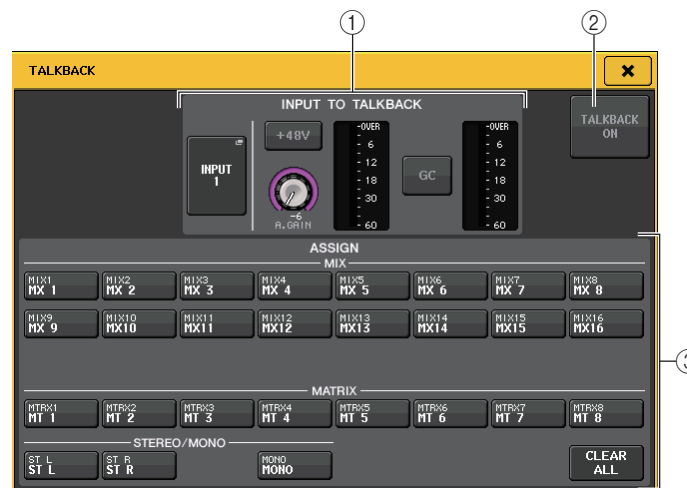 ① ②
TALKBACK ×
INPUT TO TALKBACK
+48V
INPUT
1
-6
A.GAIN
-OVER
- 6
- 12
- 18
- 30
- 60
GC
-OVER
- 6
- 12
- 18
- 30
- 60
TALKBACK
ON
③
ASSIGN
MIX
MIX1 MIX2 MIX3 MIX4 MIX5 MIX6 MIX7 MIX8
MX 1 MX 2 MX 3 MX 4 MX 5 MX 6 MX 7 MX 8
MIX9 MIX10 MIX11 MIX12 MIX13 MIX14 MIX15 MIX16
MX 9 MX10 MX11 MX12 MX13 MX14 MX15 MX16
MATRIX
MTRX1 MTRX2 MTRX3 MTRX4 MTRX5 MTRX6 MTRX7 MTRX8
MT 1 MT 2 MT 3 MT 4 MT 5 MT 6 MT 7 MT 8
STEREO/MONO
ST L ST R MONO
ST L ST R MONO
CLEAR
ALL